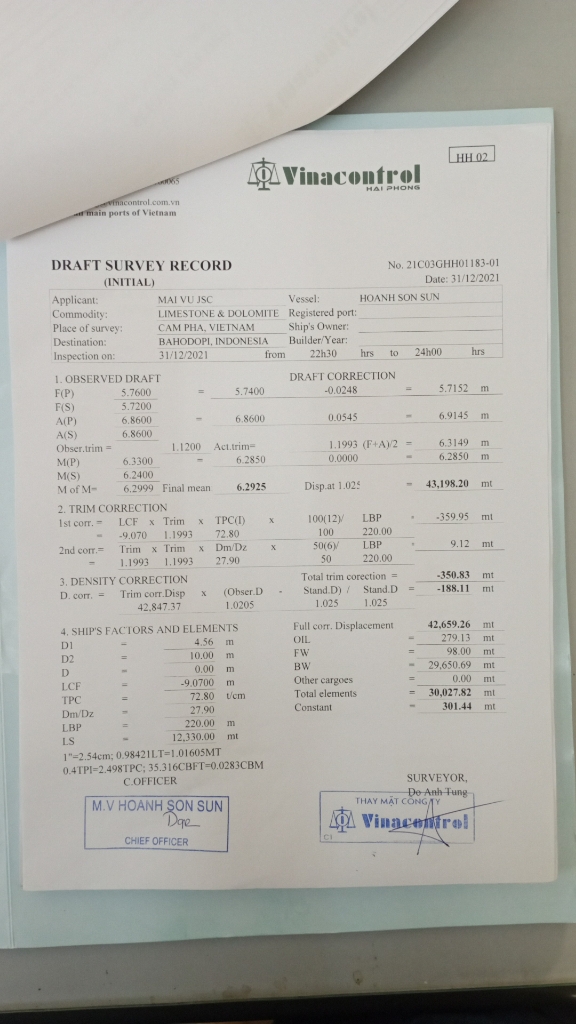 HH 02
Vinacontrol
HAI PHONG
vinacontrol.com.vn
main ports of Vietnam
DRAFT SURVEY RECORD No. 21C03GHH01183-01
(INITIAL) Date: 31/12/2021
Applicant: MAI VU JSC Vessel: HOANH SON SUN
Commodity: LIMESTONE & DOLOMITE Registered port:
Place of survey: CAM PHA, VIETNAM Ship's Owner:
Destination: BAHODOPI, INDONESIA Builder/Year:
Inspection on: 31/12/2021 from 22h30 hrs to 24h00 hrs
1. OBSERVED DRAFT DRAFT CORRECTION
F(P) 5.7600 = 5.7400 -0.0248 = 5.7152 m
F(S) 5.7200
A(P) 6.8600 = 6.8600 0.0545 = 6.9145 m
A(S) 6.8600
Obser.trim = 1.1200 Act.trim= 1.1993 (F+A)/2 = 6.3149 m
M(P) 6.3300 = 6.2850 0.0000 = 6.2850 m
M(S) 6.2400
M of M= 6.2999 Final mean 6.2925 Disp.at 1.025 = 43,198.20 mt
2. TRIM CORRECTION
1st corr. = LCF x Trim x TPC(I) x 100(12)/ LBP = -359.95 mt
= -9.070 1.1993 72.80 100 220.00
2nd corr.= Trim x Trim x Dm/Dz x 50(6)/ LBP 9.12 mt
= 1.1993 1.1993 27.90 50 220.00
Total trim corection = -350.83 mt
3. DENSITY CORRECTION
D. corr. = Trim corr.Disp x (Obser.D - Stand.D) / Stand.D = -188.11 mt
42,847.37 1.0205 1.025 1.025
4. SHIP'S FACTORS AND ELEMENTS Full corr. Displacement 42,659.26 mt
D1 = 4.56 m OIL = 279.13 mt
D2 = 10.00 m FW = 98.00 mt
D = 0.00 m BW = 29,650.69 mt
LCF = -9.0700 m Other cargoes = 0.00 mt
TPC = 72.80 t/cm Total elements = 30,027.82 mt
Dm/Dz = 27.90 Constant = 301.44 mt
LBP = 220.00 m
LS = 12,330.00 mt
1"=2.54cm; 0.98421LT=1.01605MT
0.4TPI=2.498TPC; 35.316CBFT=0.0283CBM
C.OFFICER SURVEYOR,
Do Anh Tung
M.V HOANH SON SUN
CHIEF OFFICER
THAY MẶT CÔNG TY
Vinacontrol
C1